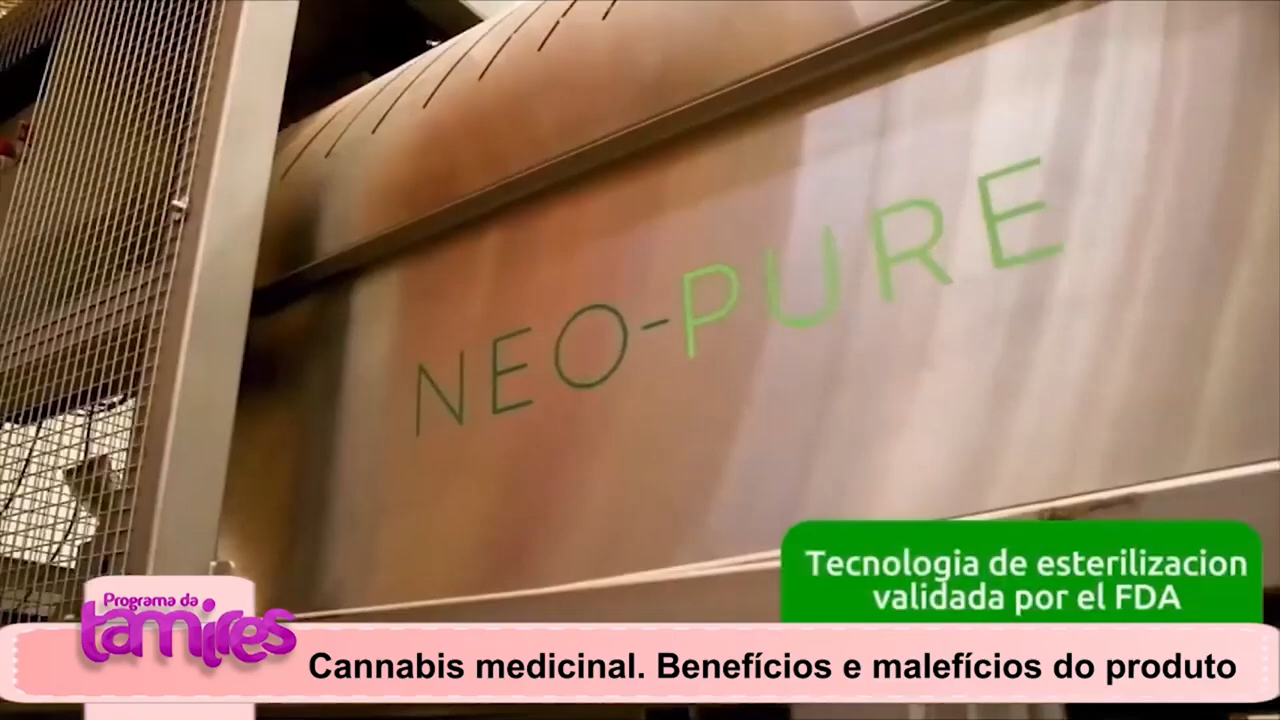 NEO-PURE
Tecnologia de esterilizacion
validada por el FDA
Programa da
tamires
Cannabis medicinal. Benefícios e malefícios do produto